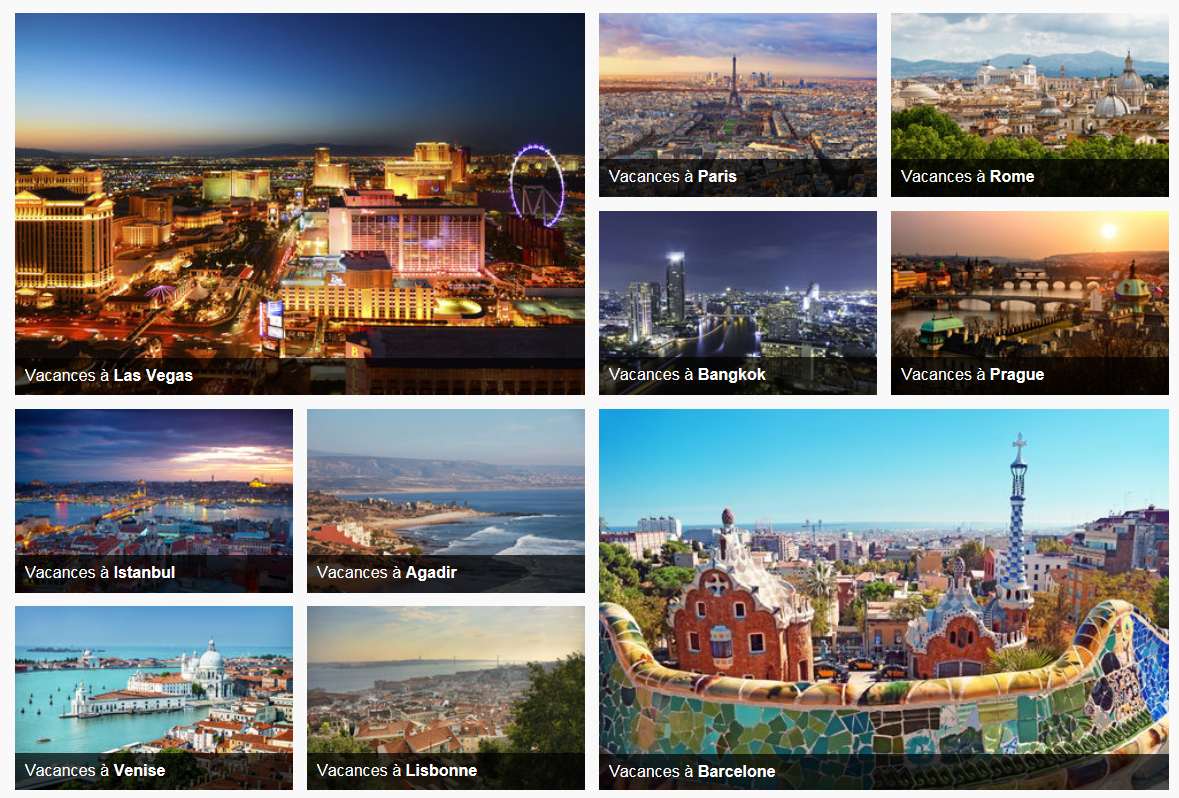 Vacances à Las Vegas
Vacances à Paris
Vacances à Rome
Vacances à Bangkok
Vacances à Prague
Vacances à Istanbul
Vacances à Agadir
Vacances à Barcelone
Vacances à Venise
Vacances à Lisbonne